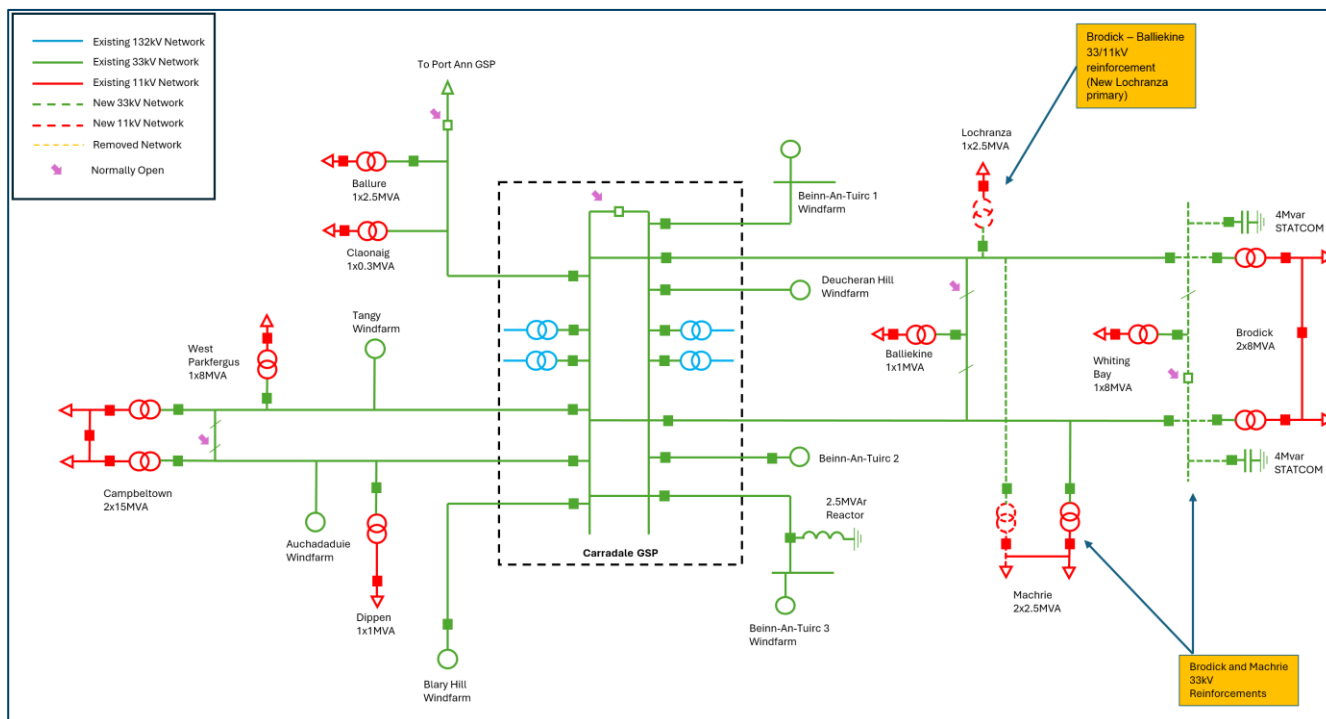 Existing 132kV Network
Existing 33kV Network
Existing 11kV Network
New 33kV Network
New 11kV Network
Removed Network
Normally Open
To Port Ann GSP
Brodick – Balliekine
33/11kV
reinforcement
(New Lochranza
primary)
Ballure
1x2.5MVA
Claonaig
1x0.3MVA
Beinn-An-Tuirc 1
Windfarm
Lochranza
1x2.5MVA
4Mvar
STATCOM
Deucheran Hill
Windfarm
Tangy
Windfarm
West
Parkfergus
1x8MVA
Balliekine
1x1MVA
Whiting
Bay
1x8MVA
Brodick
2x8MVA
Campbeltown
2x15MVA
Auchadaduie
Windfarm
Dippen
1x1MVA
Blary Hill
Windfarm
Carradale GSP
Beinn-An-Tuirc 2
2.5MVAr
Reactor
Beinn-An-Tuirc 3
Windfarm
4Mvar
STATCOM
Machrie
2x2.5MVA
Brodick and Machrie
33kV
Reinforcements